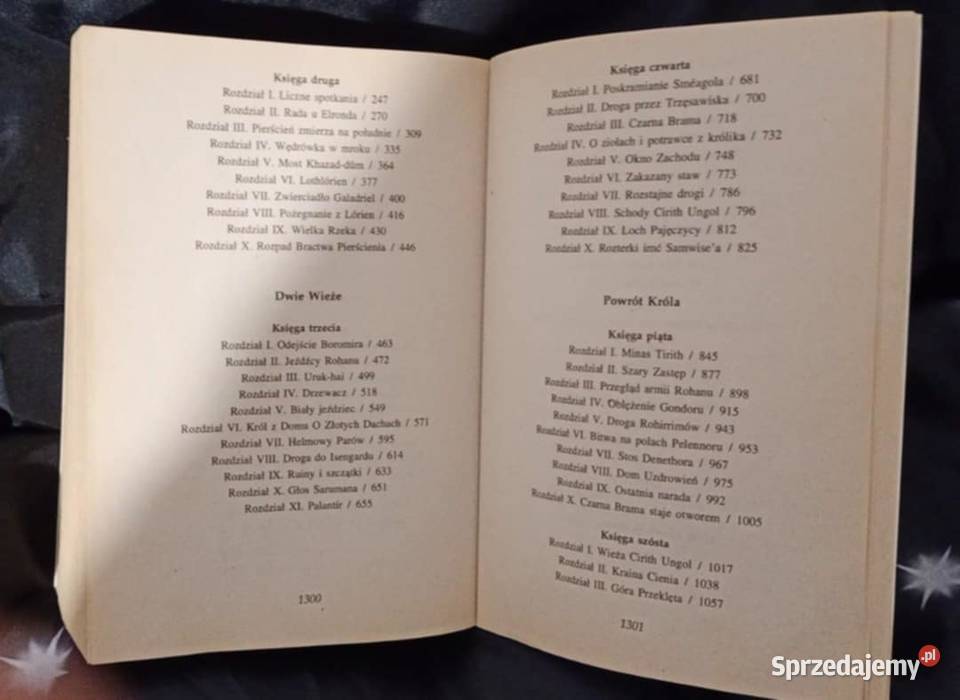 Księga druga
Rozdział I. Liczne spotkania / 247
Rozdział II. Rada u Elronda / 270
Rozdział III. Pierścień zmierza na południe / 309
Rozdział IV. Wędrówka w mroku / 335
Rozdział V. Most Khazad-dûm / 364
Rozdział VI. Lothlórien / 377
Rozdział VII. Zwierciadło Galadriel / 400
Rozdział VIII. Pożegnanie z Lórien / 416
Rozdział IX. Wielka Rzeka / 430
Rozdział X. Rozpad Bractwa Pierścienia / 446
Dwie Wieże
Księga trzecia
Rozdział I. Odejście Boromira / 463
Rozdział II. Jeźdźcy Rohanu / 472
Rozdział III. Uruk-hai / 499
Rozdział IV. Drzewacz / 518
Rozdział V. Biały jeździec / 549
Rozdział VI. Król z Domu O Złotych Dachach / 571
Rozdział VII. Helmowy Parów / 595
Rozdział VIII. Droga do Isengardu / 614
Rozdział IX. Ruiny i szczątki / 633
Rozdział X. Głos Sarumana / 651
Rozdział XI. Palantír / 655
1300
Księga czwarta
Rozdział I. Poskramianie Sméagola / 681
Rozdział II. Droga przez Trzęsawiska / 700
Rozdział III. Czarna Brama / 718
Rozdział IV. O ziołach i potrawce z królika / 732
Rozdział V. Okno Zachodu / 748
Rozdział VI. Zakazany staw / 773
Rozdział VII. Rozstajne drogi / 786
Rozdział VIII. Schody Cirith Ungol / 796
Rozdział IX. Loch Pajęczycy / 812
Rozdział X. Rozterki imć Samwise'a / 825
Powrót Króla
Księga piąta
Rozdział I. Minas Tirith / 845
Rozdział II. Szary Zastęp / 877
Rozdział III. Przegląd armii Rohanu / 898
Rozdział IV. Oblężenie Gondoru / 915
Rozdział V. Droga Rohirrimów / 943
Rozdział VI. Bitwa na polach Pelennoru / 953
Rozdział VII. Stos Denethora / 967
Rozdział VIII. Dom Uzdrowień / 975
Rozdział IX. Ostatnia narada / 992
Rozdział X. Czarna Brama staje otworem / 1005
Księga szósta
Rozdział I. Wieża Cirith Ungol / 1017
Rozdział II. Kraina Cienia / 1038
Rozdział III. Góra Przeklęta / 1057
1301
Sprzedajemy.pl